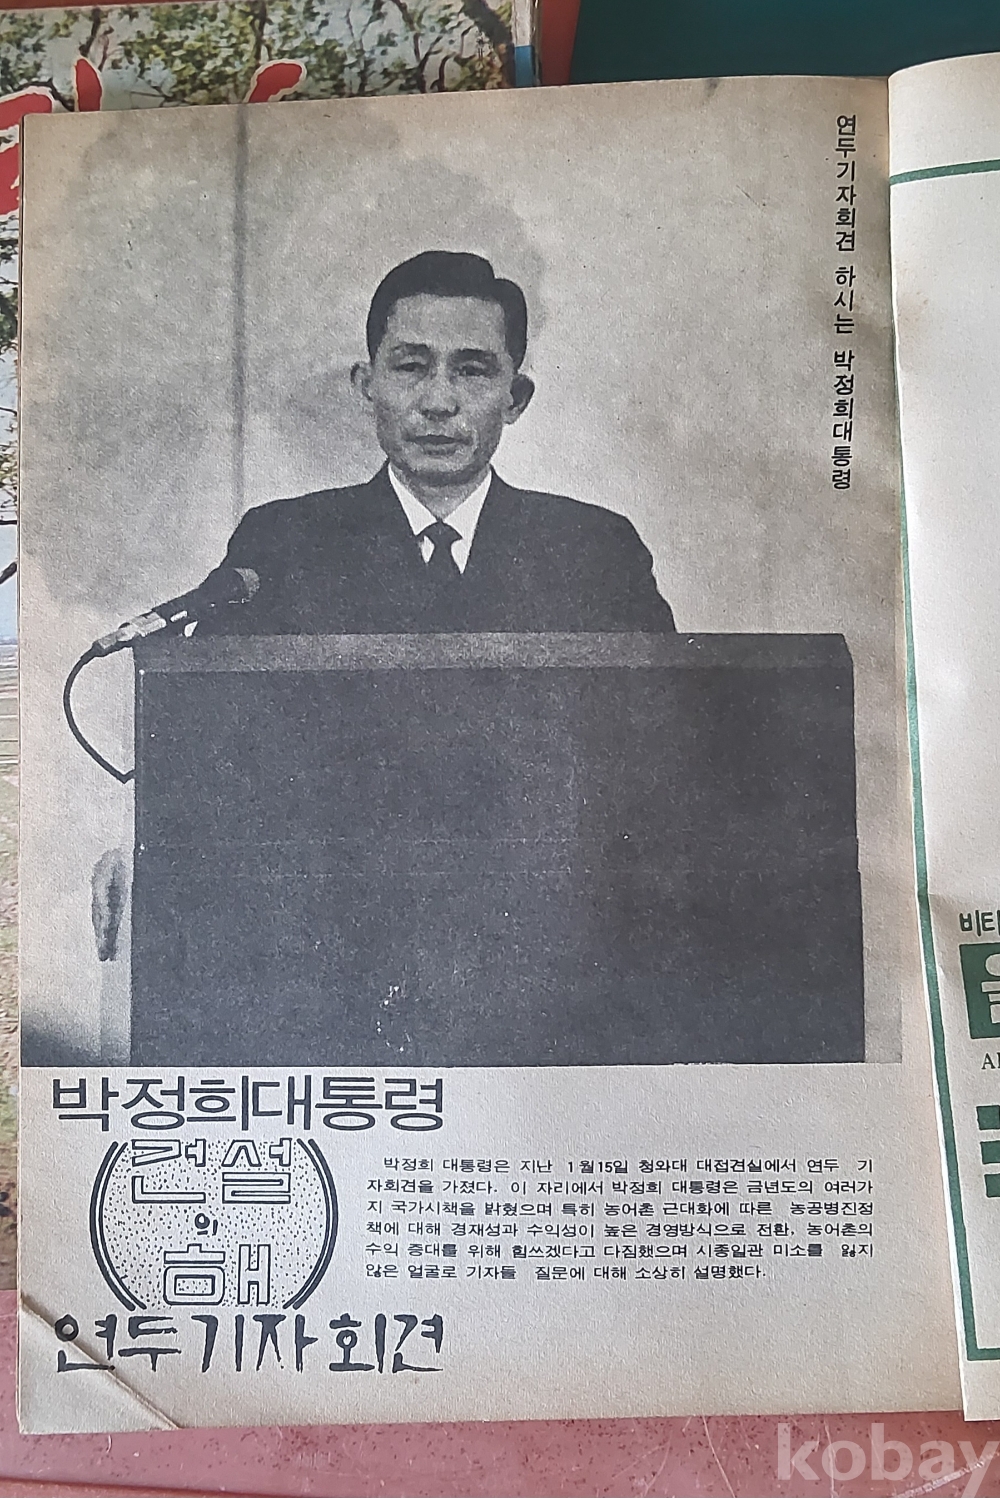 연두기자회견 하시는 박정희대통령
박정희대통령
건설
의
해
연두기자회견
박정희 대통령은 지난 1월15일 청와대 대접견실에서 연두 기
자회견을 가졌다. 이 자리에서 박정희 대통령은 금년도의 여러가
지 국가시책을 밝혔으며 특히 농어촌 근대화에 따른 농공병진정
책에 대해 경재성과 수익성이 높은 경영방식으로 전환, 농어촌의
수익 증대를 위해 힘쓰겠다고 다짐했으며 시종일관 미소를 잃지
않은 얼굴로 기자들 질문에 대해 소상히 설명했다.
비타
kobay